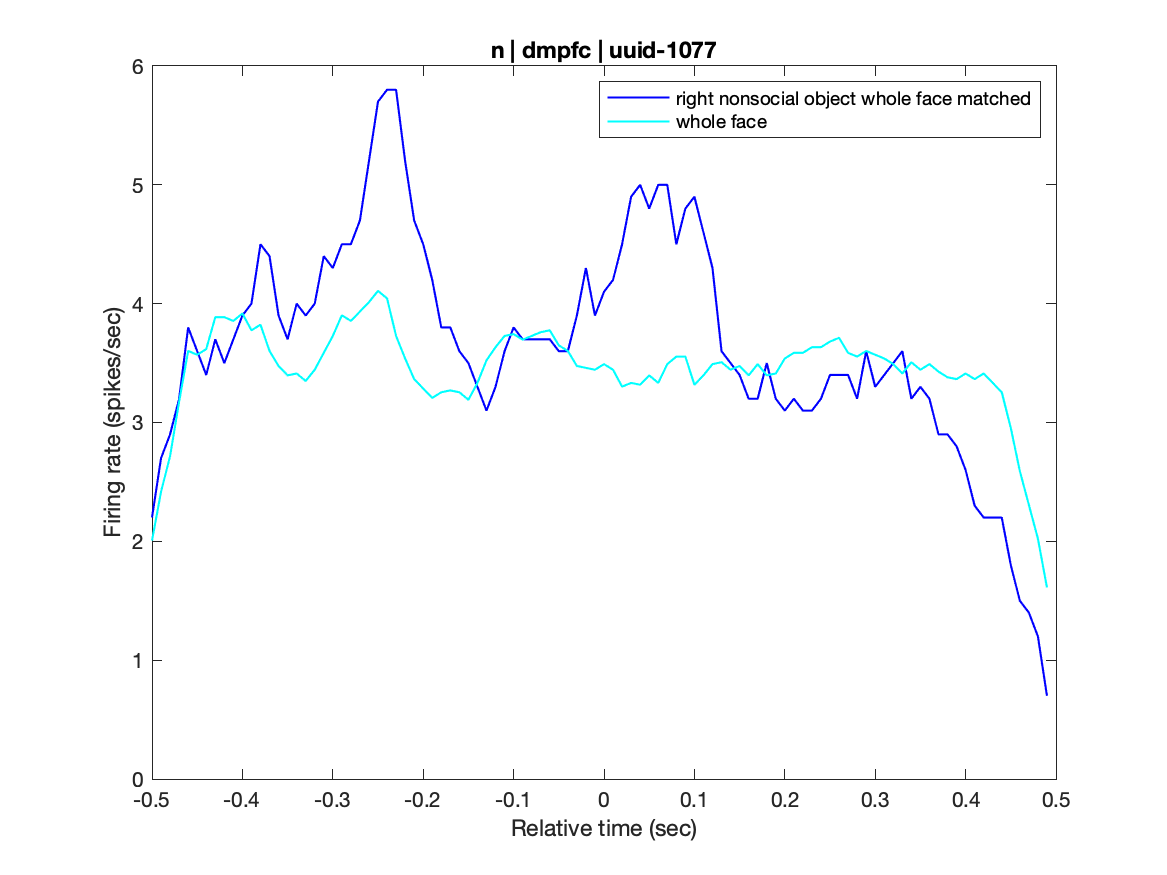 n | dmpfc | uuid-1077
right nonsocial object whole face matched
whole face
Firing rate (spikes/sec)
6
5
4
3
2
1
0
-0.5 -0.4 -0.3 -0.2 -0.1 0 0.1 0.2 0.3 0.4 0.5
Relative time (sec)